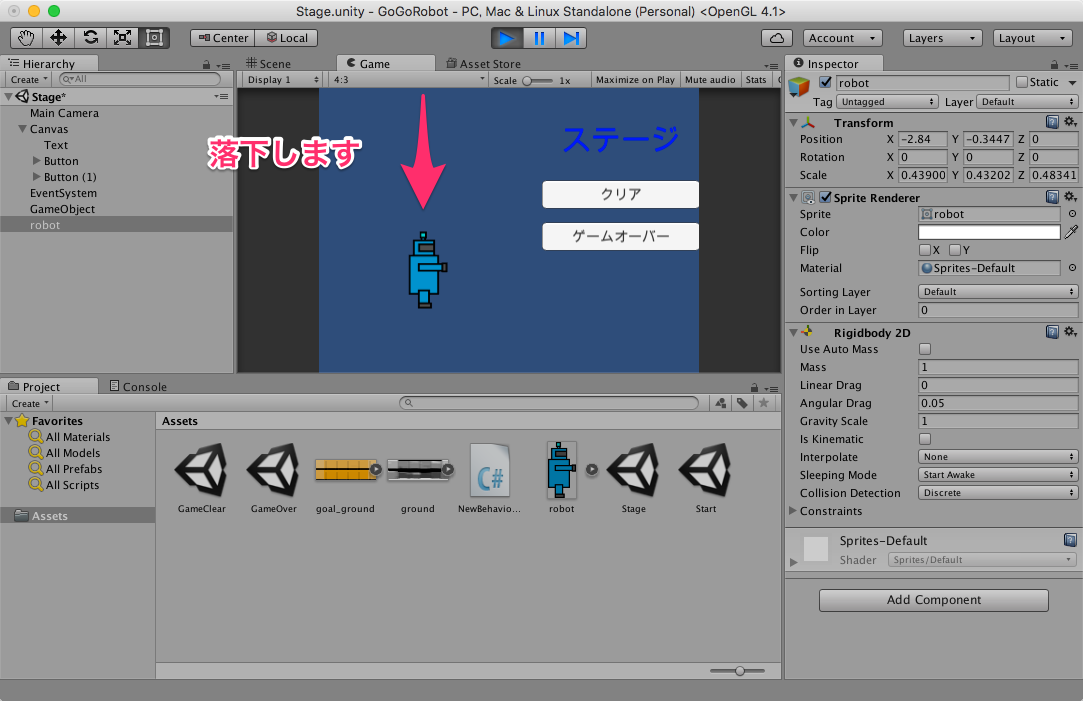 Stage.unity - GoGoRobot - PC, Mac & Linux Standalone (Personal) <OpenGL 4.1>
Center Local Account Layers Layout
Hierarchy
Create All
Stage*
Main Camera
Canvas
Text
Button
Button (1)
EventSystem
GameObject
robot
Scene Game Asset Store
Display 1 4:3 Scale 1x Maximize on Play Mute audio Stats
落下します
ステージ
クリア
ゲームオーバー
Inspector
robot Static
Tag Untagged Layer Default
Transform
Position X -2.84 Y -0.3447 Z 0
Rotation X 0 Y 0 Z 0
Scale X 0.43900 Y 0.43202 Z 0.48341
Sprite Renderer
Sprite robot
Color
Flip X Y
Material Sprites-Default
Sorting Layer Default
Order in Layer 0
Rigidbody 2D
Use Auto Mass
Mass 1
Linear Drag 0
Angular Drag 0.05
Gravity Scale 1
Is Kinematic
Interpolate None
Sleeping Mode Start Awake
Collision Detection Discrete
Constraints
Sprites-Default
Shader Sprites/Default
Add Component
Project Console
Create
Favorites
All Materials
All Models
All Prefabs
All Scripts
Assets
Assets
C#
GameClear GameOver goal_ground ground NewBehavio... robot Stage Start